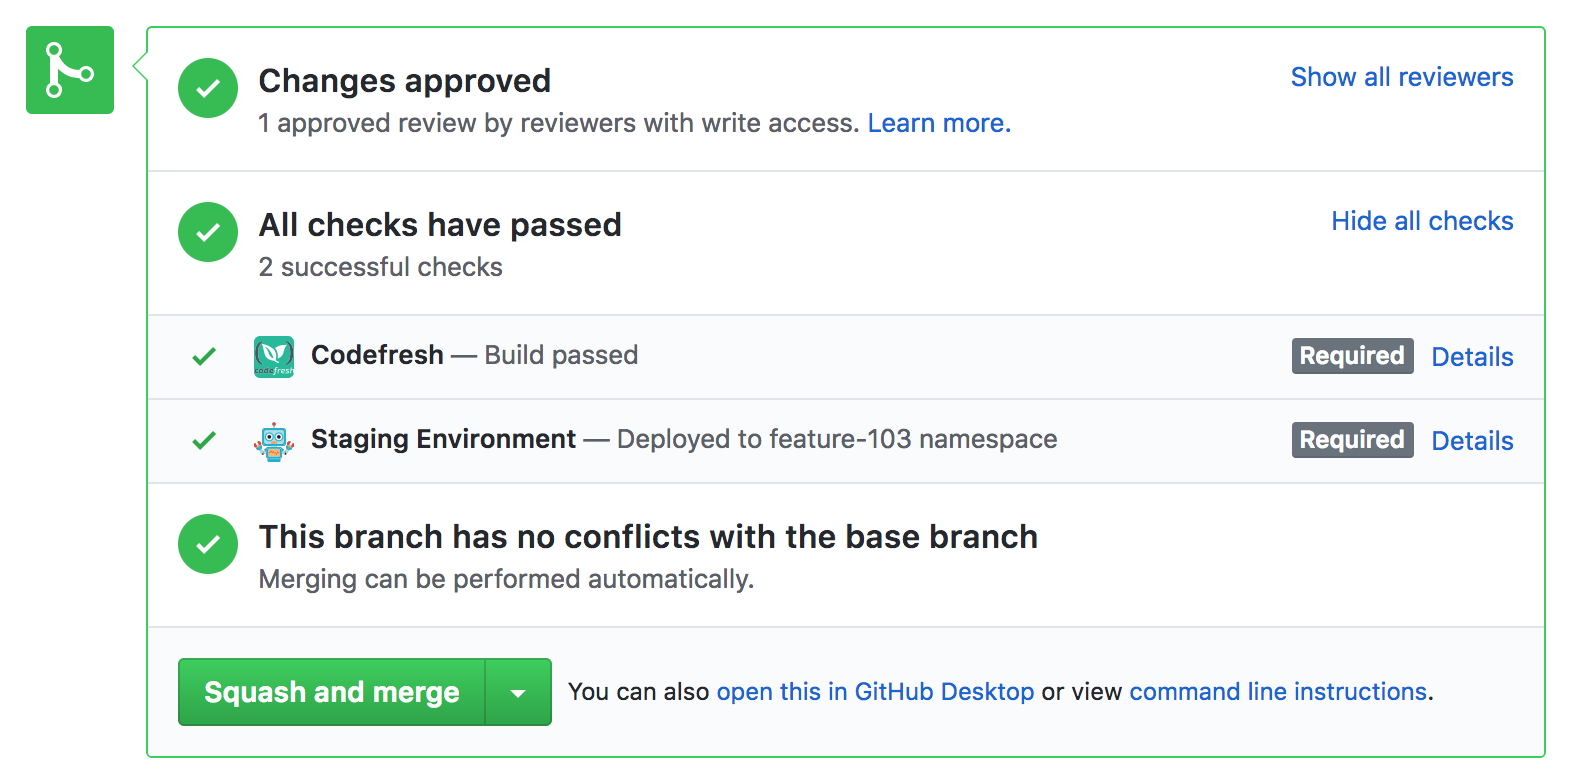 Changes approved
Show all reviewers
1 approved review by reviewers with write access. Learn more.
All checks have passed
Hide all checks
2 successful checks
codefresh
Codefresh — Build passed
Required
Details
Staging Environment — Deployed to feature-103 namespace
Required
Details
This branch has no conflicts with the base branch
Merging can be performed automatically.
Squash and merge
You can also open this in GitHub Desktop or view command line instructions.